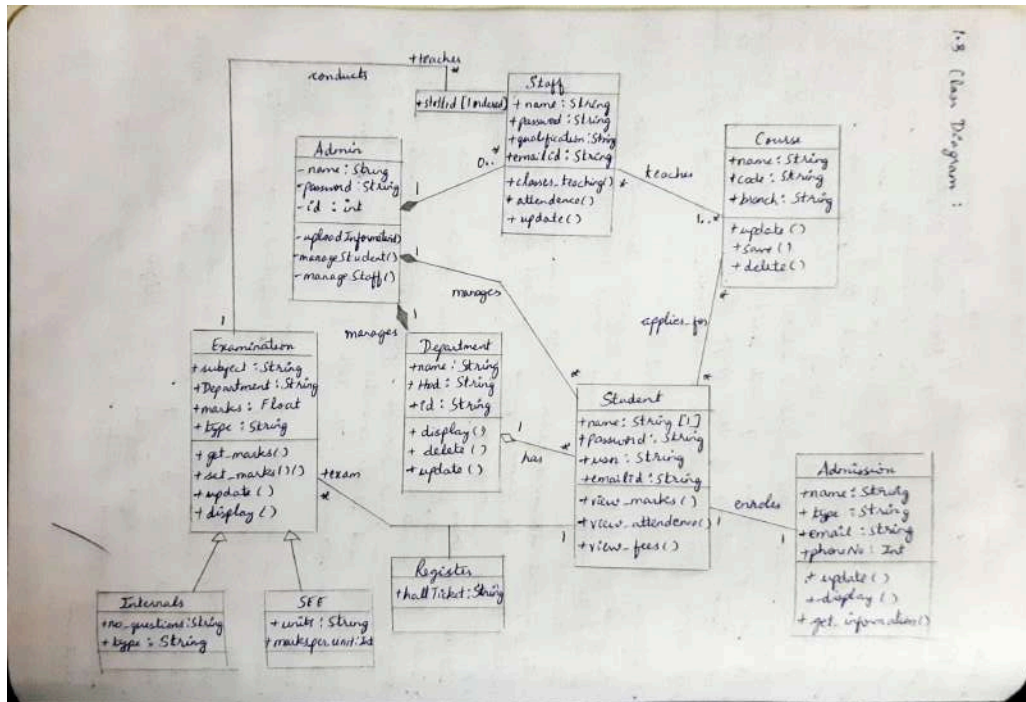 1.8 Class Diagram :
+teacher
*
conducts
+staffid [1 ordered]
Staff
+ name : String
+ password : String
+ qualification : String
+ emailid : String
+ classes_teaching()
+ attendence()
+ update()
Admin
- name : String
- password : String
- id : int
- uploadInformation()
- manageStudent()
- manageStaff()
1
0..*
teaches
*
1..*
Course
+name : String
+code : String
+branch : String
+update()
+ save()
+ delete()
manages
1
manages
*
applies_for
*
*
1
Examination
+subject : String
+Department : String
+marks : Float
+ type : String
+ get_marks()
+ set_marks()()
+ update()
+ display()
Department
+name : String
+ Hod : String
+ id : String
+ display()
+ delete()
+ update()
1
has
*
Student
+name : String [1]
+password : String
+ usn : String
+ emailid : String
+view_marks()
+view_attendence()
+view_fees()
1
enroles
1
Admission
+name : String
+ type : String
+ email : String
+phoneNo : Int
+ update()
+ display()
+ get_information()
+exam
*
1
Register
+hallTicket : String
Internals
+no_questions : String
+ type : String
SEE
+ units : String
+ marksper_unit : Int